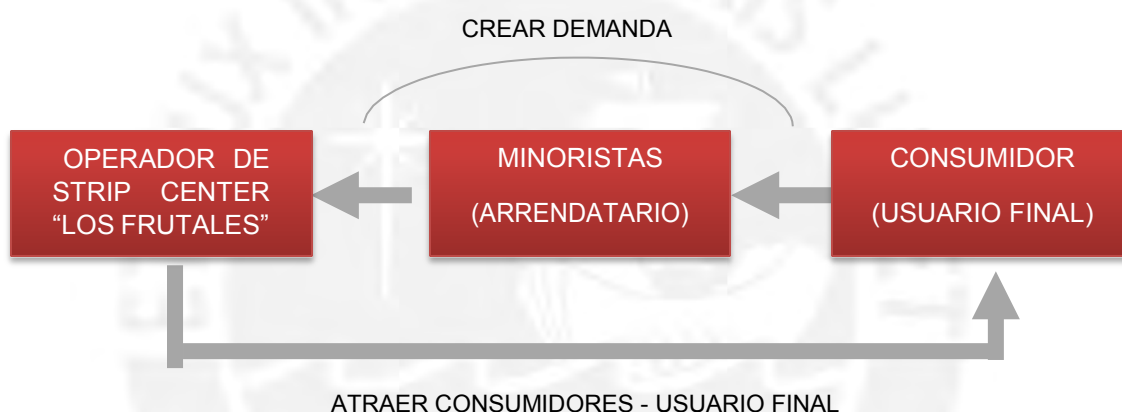 CREAR DEMANDA
OPERADOR DE
STRIP CENTER
“LOS FRUTALES”
MINORISTAS
(ARRENDATARIO)
CONSUMIDOR
(USUARIO FINAL)
ATRAER CONSUMIDORES - USUARIO FINAL